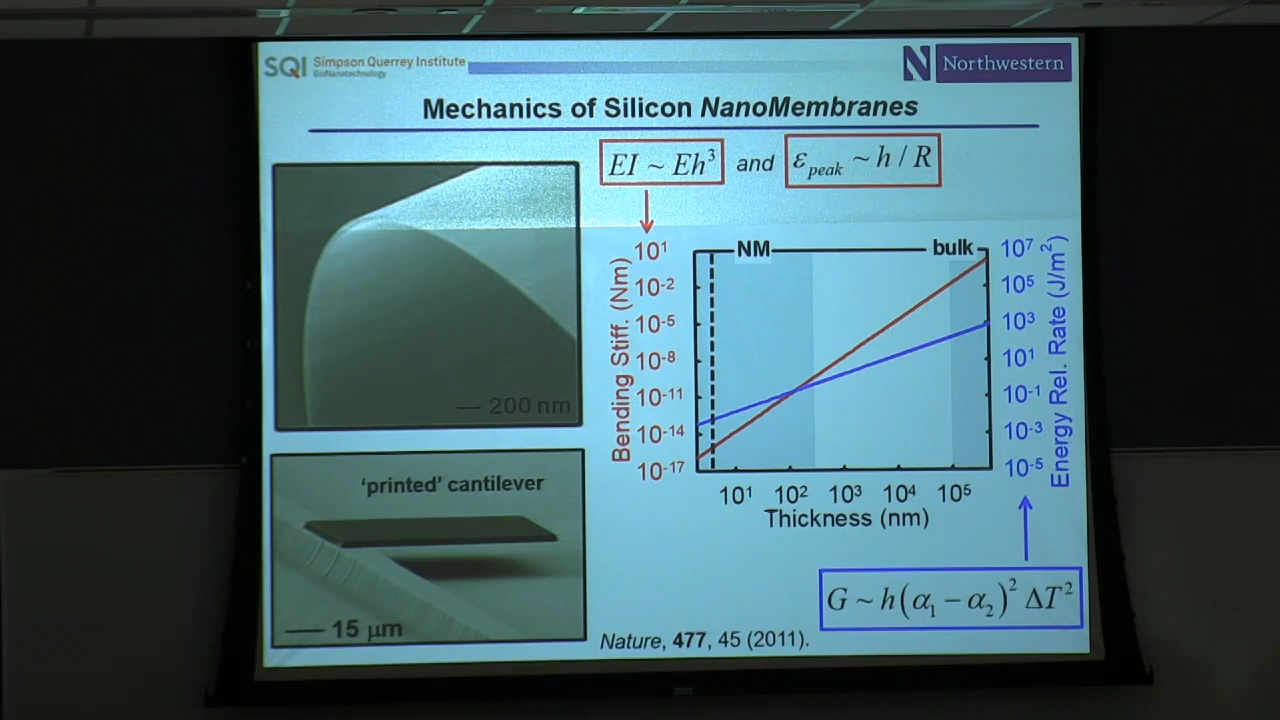 SQI Simpson Querrey Institute
BioNanotechnology
N Northwestern
Mechanics of Silicon NanoMembranes
EI ~ Eh³ and ε_peak ~ h / R
200 nm
'printed' cantilever
15 µm
NM
bulk
Bending Stiff. (Nm)
10¹
10⁻²
10⁻⁵
10⁻⁸
10⁻¹¹
10⁻¹⁴
10⁻¹⁷
10⁷
10⁵
10³
10¹
10⁻¹
10⁻³
10⁻⁵
Energy Rel. Rate (J/m²)
10¹ 10² 10³ 10⁴ 10⁵
Thickness (nm)
G ~ h(α₁ − α₂)² ΔT²
Nature, 477, 45 (2011).